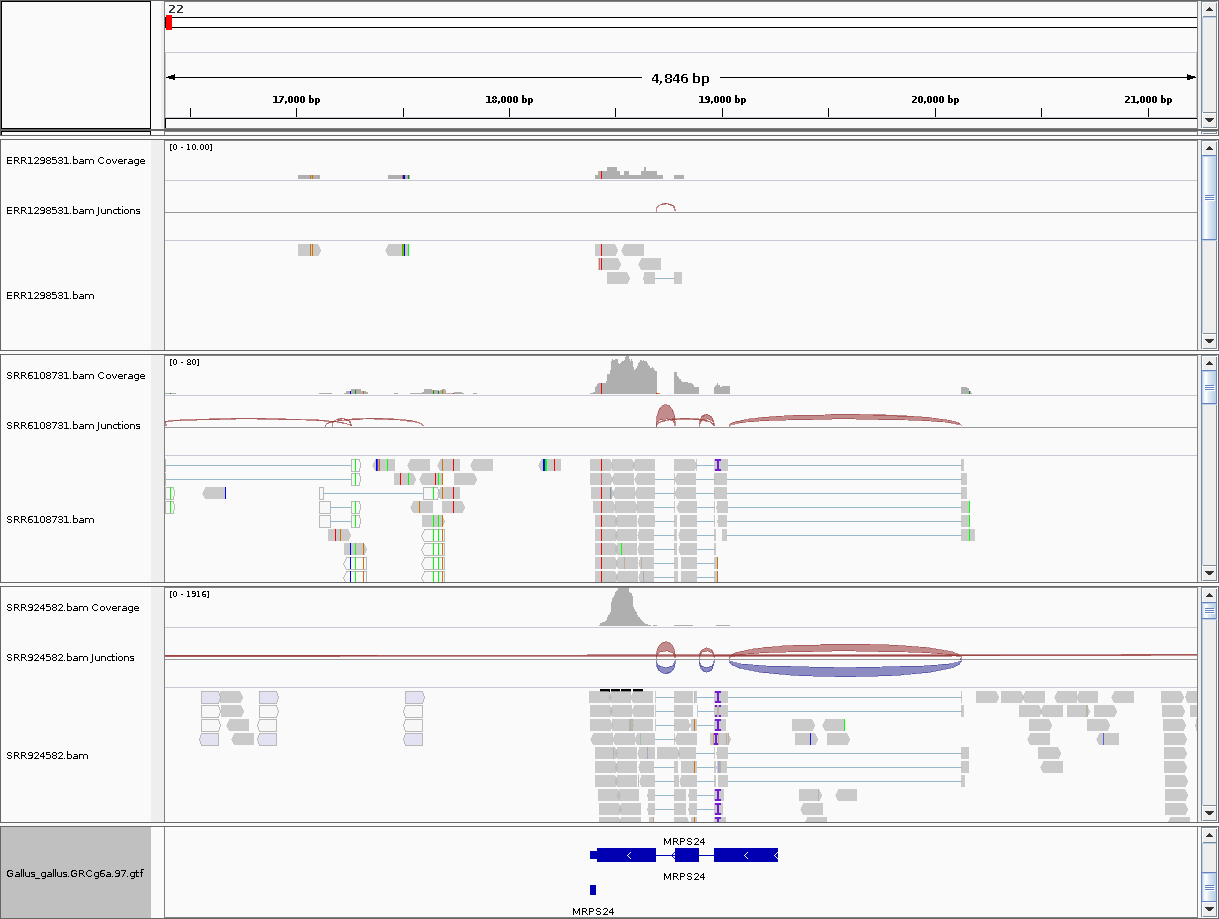 22
4,846 bp
17,000 bp 18,000 bp 19,000 bp 20,000 bp 21,000 bp
[0 - 10.00]
ERR1298531.bam Coverage
ERR1298531.bam Junctions
ERR1298531.bam
[0 - 80]
SRR6108731.bam Coverage
SRR6108731.bam Junctions
SRR6108731.bam
[0 - 1916]
SRR924582.bam Coverage
SRR924582.bam Junctions
SRR924582.bam
MRPS24
Gallus_gallus.GRCg6a.97.gtf
MRPS24
MRPS24